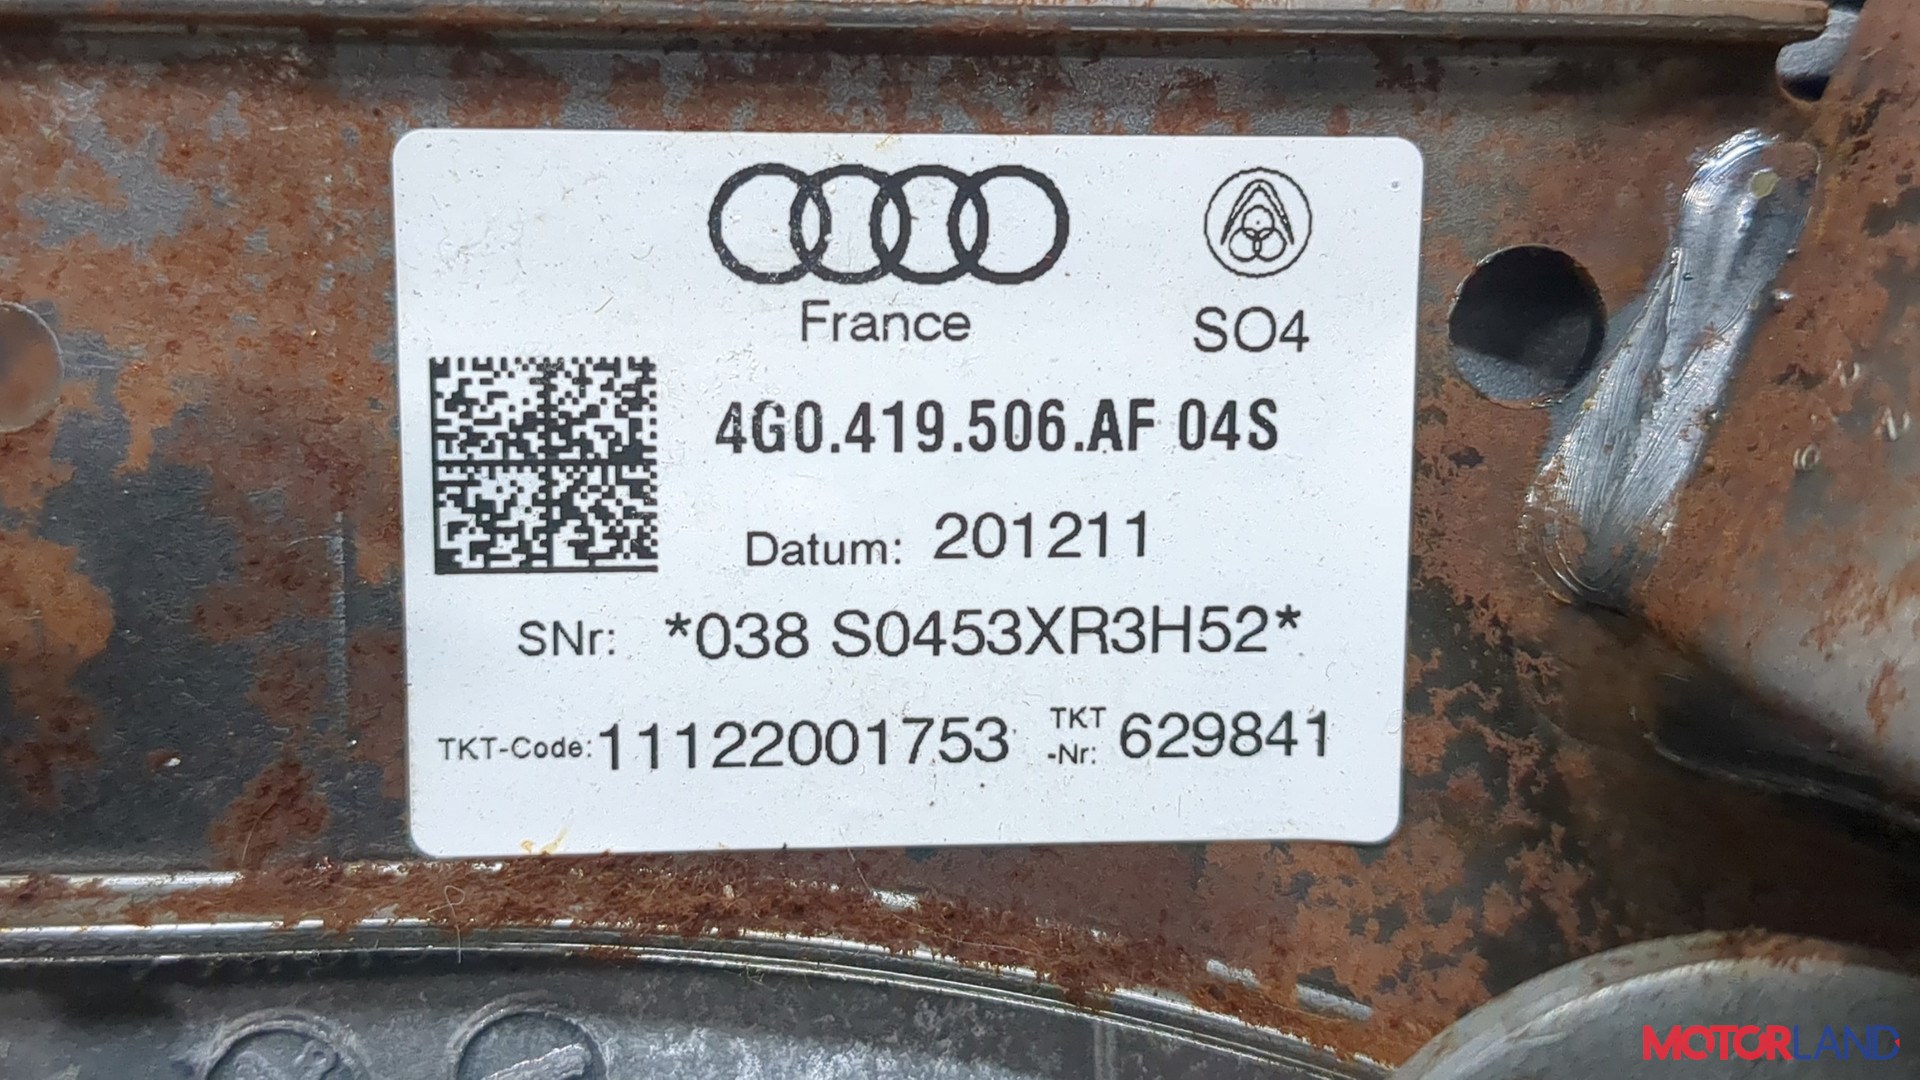 France
SO4
4G0.419.506.AF 04S
Datum: 201211
SNr: *038 S0453XR3H52*
TKT-Code: 11122001753 TKT-Nr: 629841
MOTORLAND